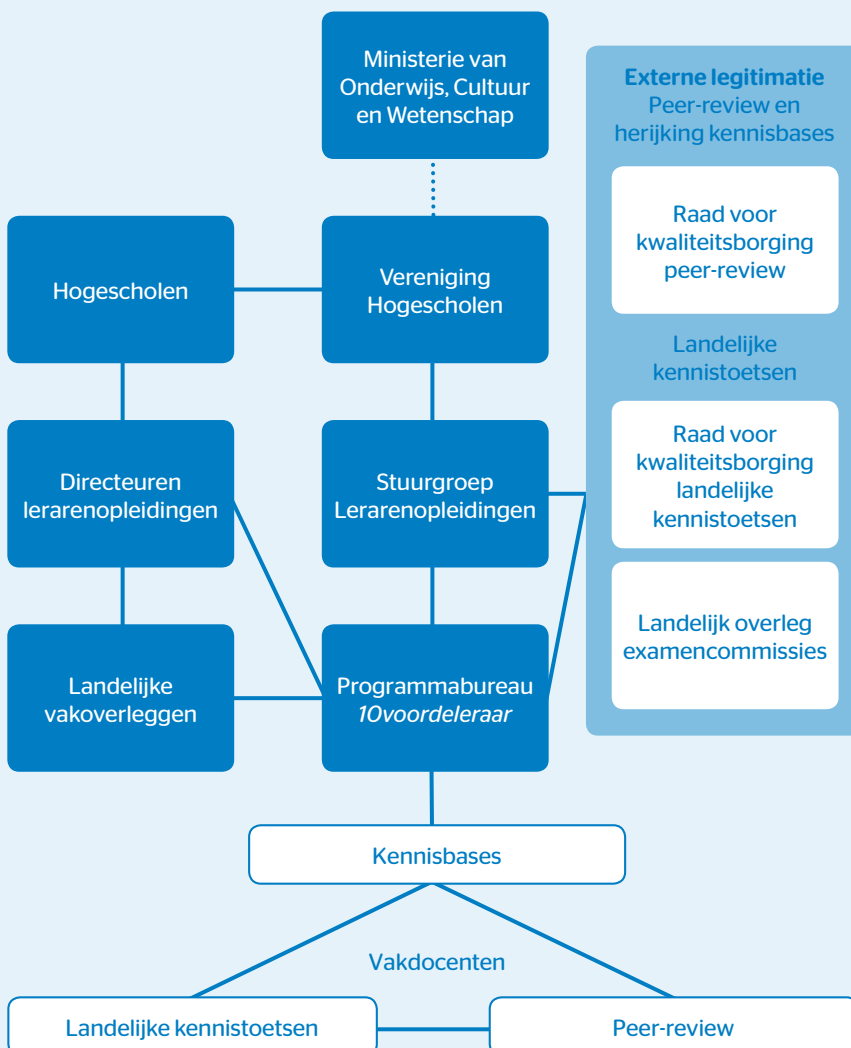 Ministerie van
Onderwijs, Cultuur
en Wetenschap
Externe legitimatie
Peer-review en
herijking kennisbases
Raad voor
kwaliteitsborging
peer-review
Hogescholen
Vereniging
Hogescholen
Landelijke
kennistoetsen
Directeuren
lerarenopleidingen
Stuurgroep
Lerarenopleidingen
Raad voor
kwaliteitsborging
landelijke
kennistoetsen
Landelijke
vakoverleggen
Programmabureau
10voordeleraar
Landelijk overleg
examencommissies
Kennisbases
Vakdocenten
Landelijke kennistoetsen
Peer-review